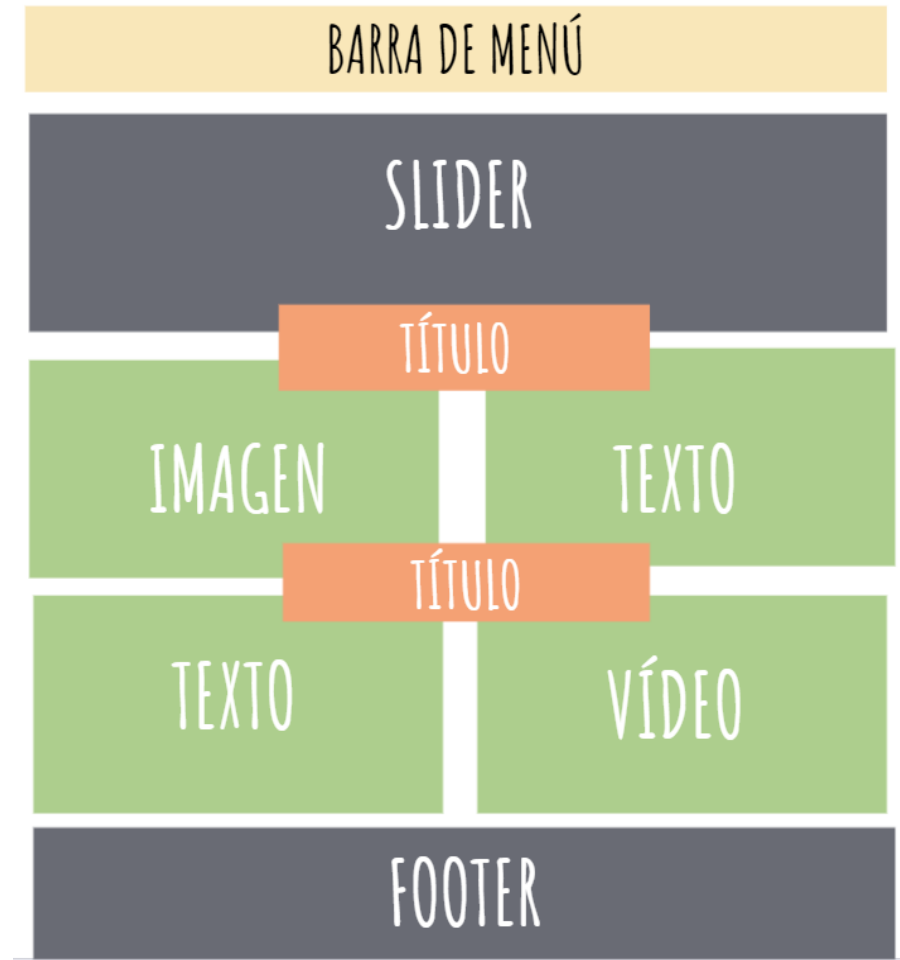 BARRA DE MENÚ
SLIDER
TÍTULO
IMAGEN
TEXTO
TÍTULO
TEXTO
VÍDEO
FOOTER